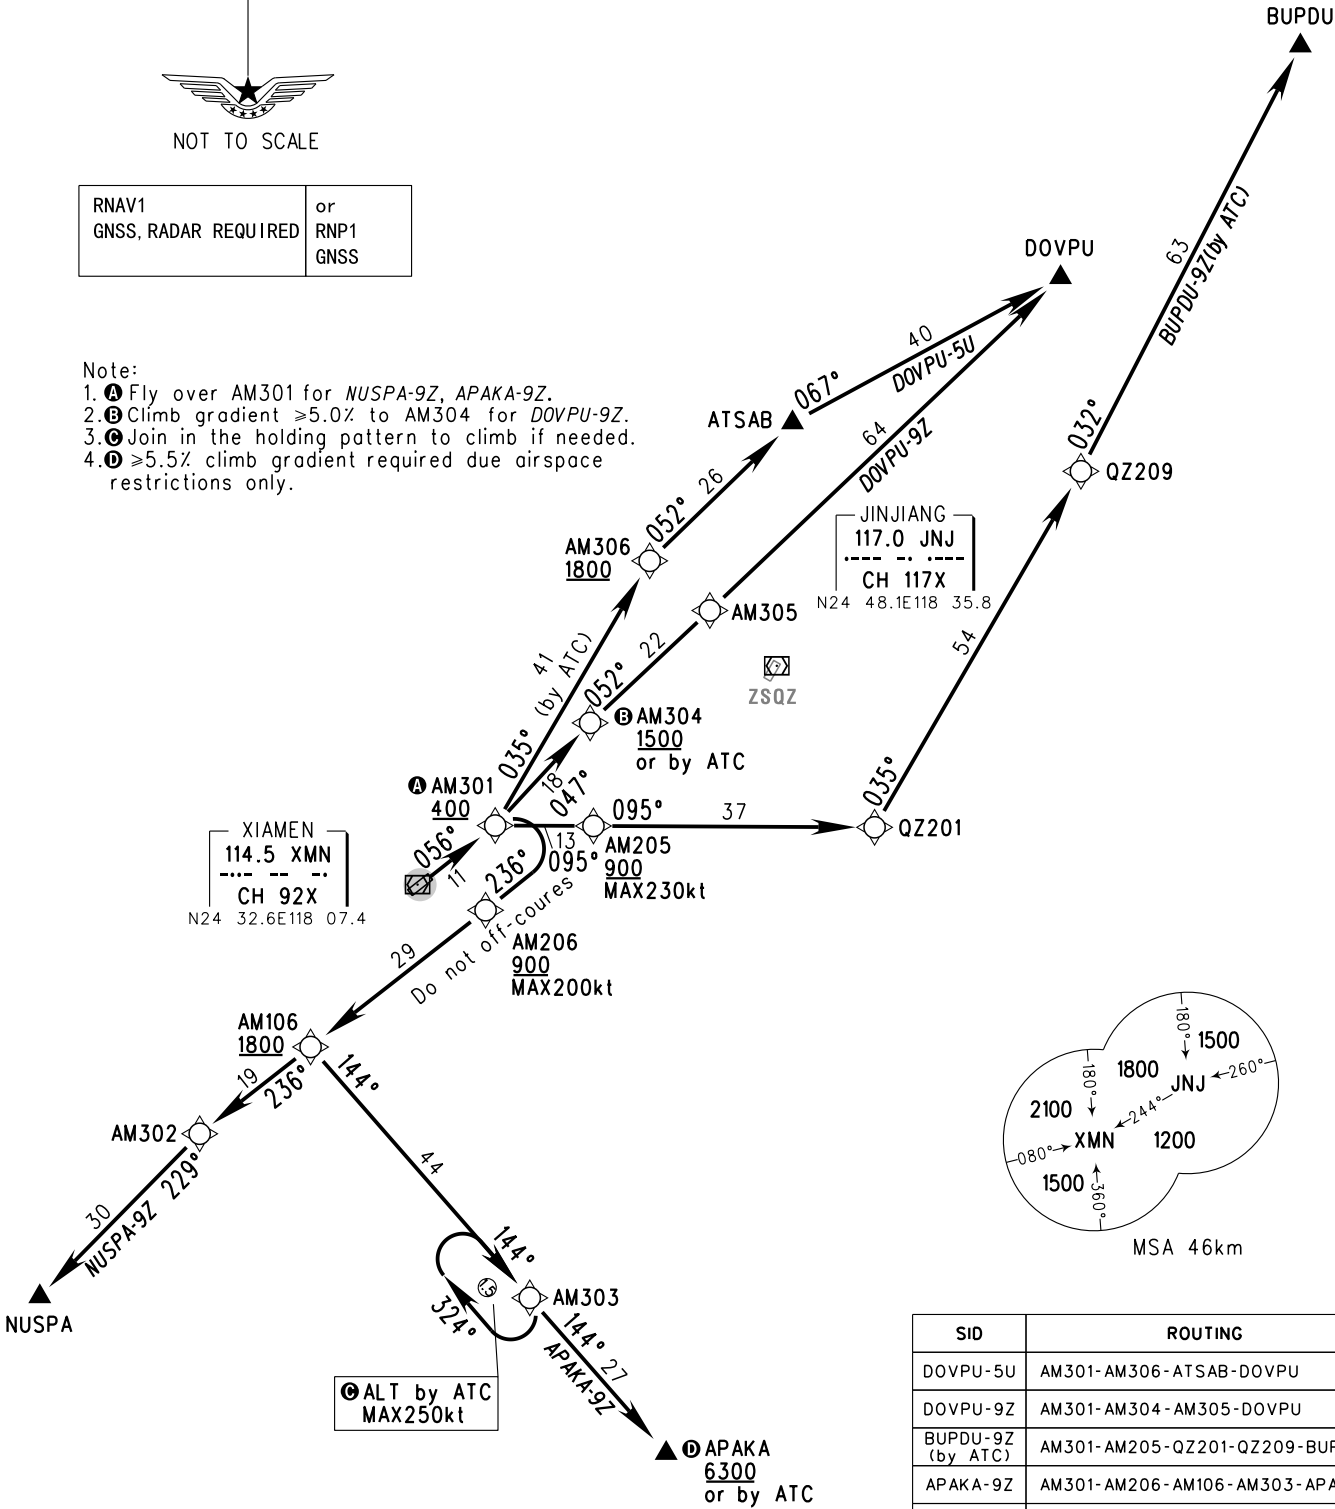 BUPDU
NOT TO SCALE
RNAV1
GNSS, RADAR REQUIRED
or
RNP1
GNSS
Note:
1. A Fly over AM301 for NUSPA-9Z, APAKA-9Z.
2. B Climb gradient ≥5.0% to AM304 for DOVPU-9Z.
3. C Join in the holding pattern to climb if needed.
4. D ≥5.5% climb gradient required due airspace
restrictions only.
63
BUPDU-9Z(by ATC)
DOVPU
40
DOVPU-5U
067°
ATSAB
64
DOVPU-9Z
26
052°
032°
QZ209
AM306
1800
JINJIANG
117.0 JNJ
·--- -· ·---
CH 117X
N24 48.1E118 35.8
AM305
41
(by ATC)
22
052°
54
ZSQZ
B AM304
1500
or by ATC
035°
18
047°
A AM301
400
095°
37
035°
QZ201
13
095°
AM205
900
MAX230kt
XIAMEN
114.5 XMN
-··- -- -·
CH 92X
N24 32.6E118 07.4
056°
11
236°
Do not off-coures
AM206
900
MAX200kt
29
AM106
1800
19
236°
144°
AM302
44
229°
30
NUSPA-9Z
NUSPA
144°
1.5
AM303
324°
144°
27
APAKA-9Z
C ALT by ATC
MAX250kt
D APAKA
6300
or by ATC
180°
1500
1800
180°
JNJ
260°
2100
244°
XMN
080°
1200
1500
360°
MSA 46km
SID
ROUTING
DOVPU-5U
AM301-AM306-ATSAB-DOVPU
DOVPU-9Z
AM301-AM304-AM305-DOVPU
BUPDU-9Z
(by ATC)
AM301-AM205-QZ201-QZ209-BUP
APAKA-9Z
AM301-AM206-AM106-AM303-APA